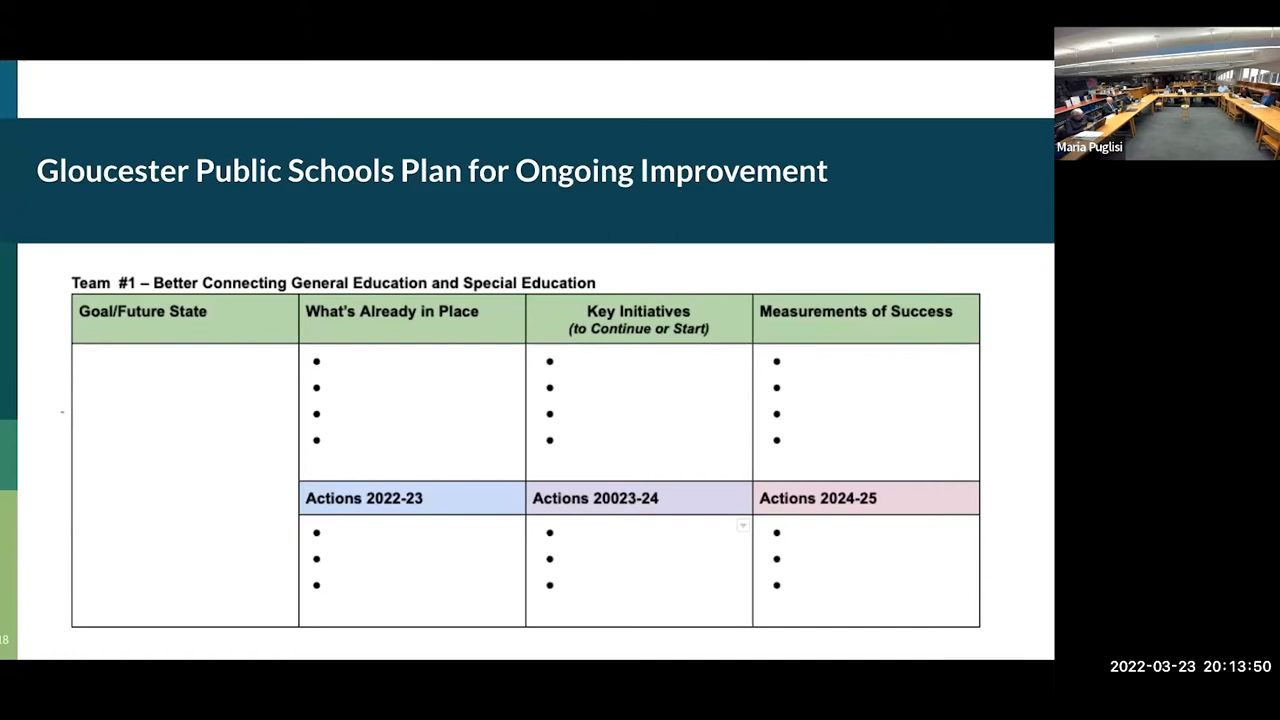 Gloucester Public Schools Plan for Ongoing Improvement
Maria Puglisi
Team #1 – Better Connecting General Education and Special Education
Goal/Future State
What's Already in Place
Key Initiatives
(to Continue or Start)
Measurements of Success
Actions 2022-23
Actions 20023-24
Actions 2024-25
18
2022-03-23 20:13:50